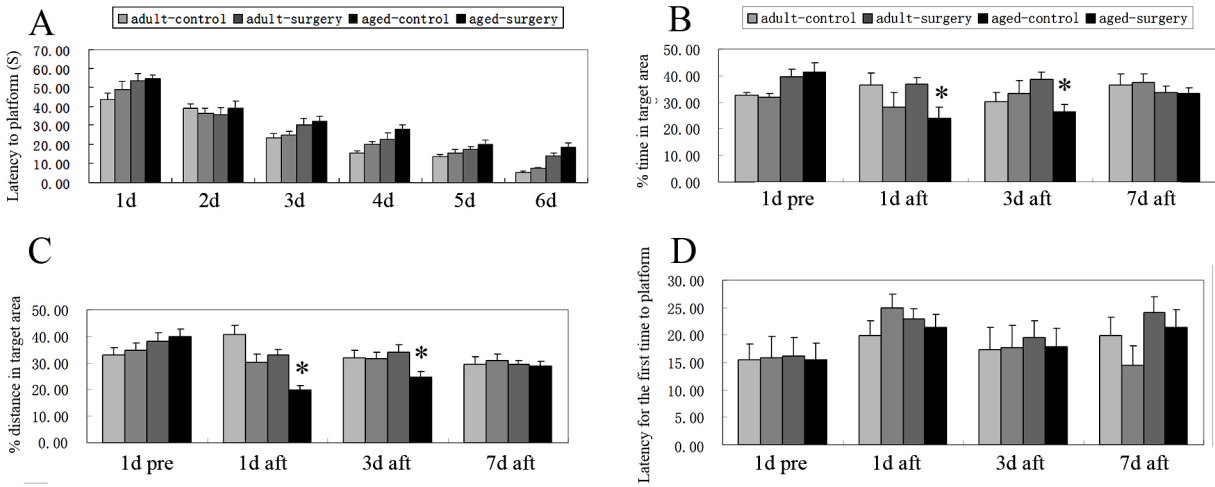 A
adult-control adult-surgery aged-control aged-surgery
Latency to platform (S)
70.00
60.00
50.00
40.00
30.00
20.00
10.00
0.00
1d 2d 3d 4d 5d 6d
B
adult-control adult-surgery aged-control aged-surgery
% time in target area
50.00
40.00
30.00
20.00
10.00
0.00
* *
1d pre 1d aft 3d aft 7d aft
C
% distance in target area
50.00
40.00
30.00
20.00
10.00
0.00
* *
1d pre 1d aft 3d aft 7d aft
D
Latency for the first time to platform
30.00
25.00
20.00
15.00
10.00
5.00
0.00
1d pre 1d aft 3d aft 7d aft